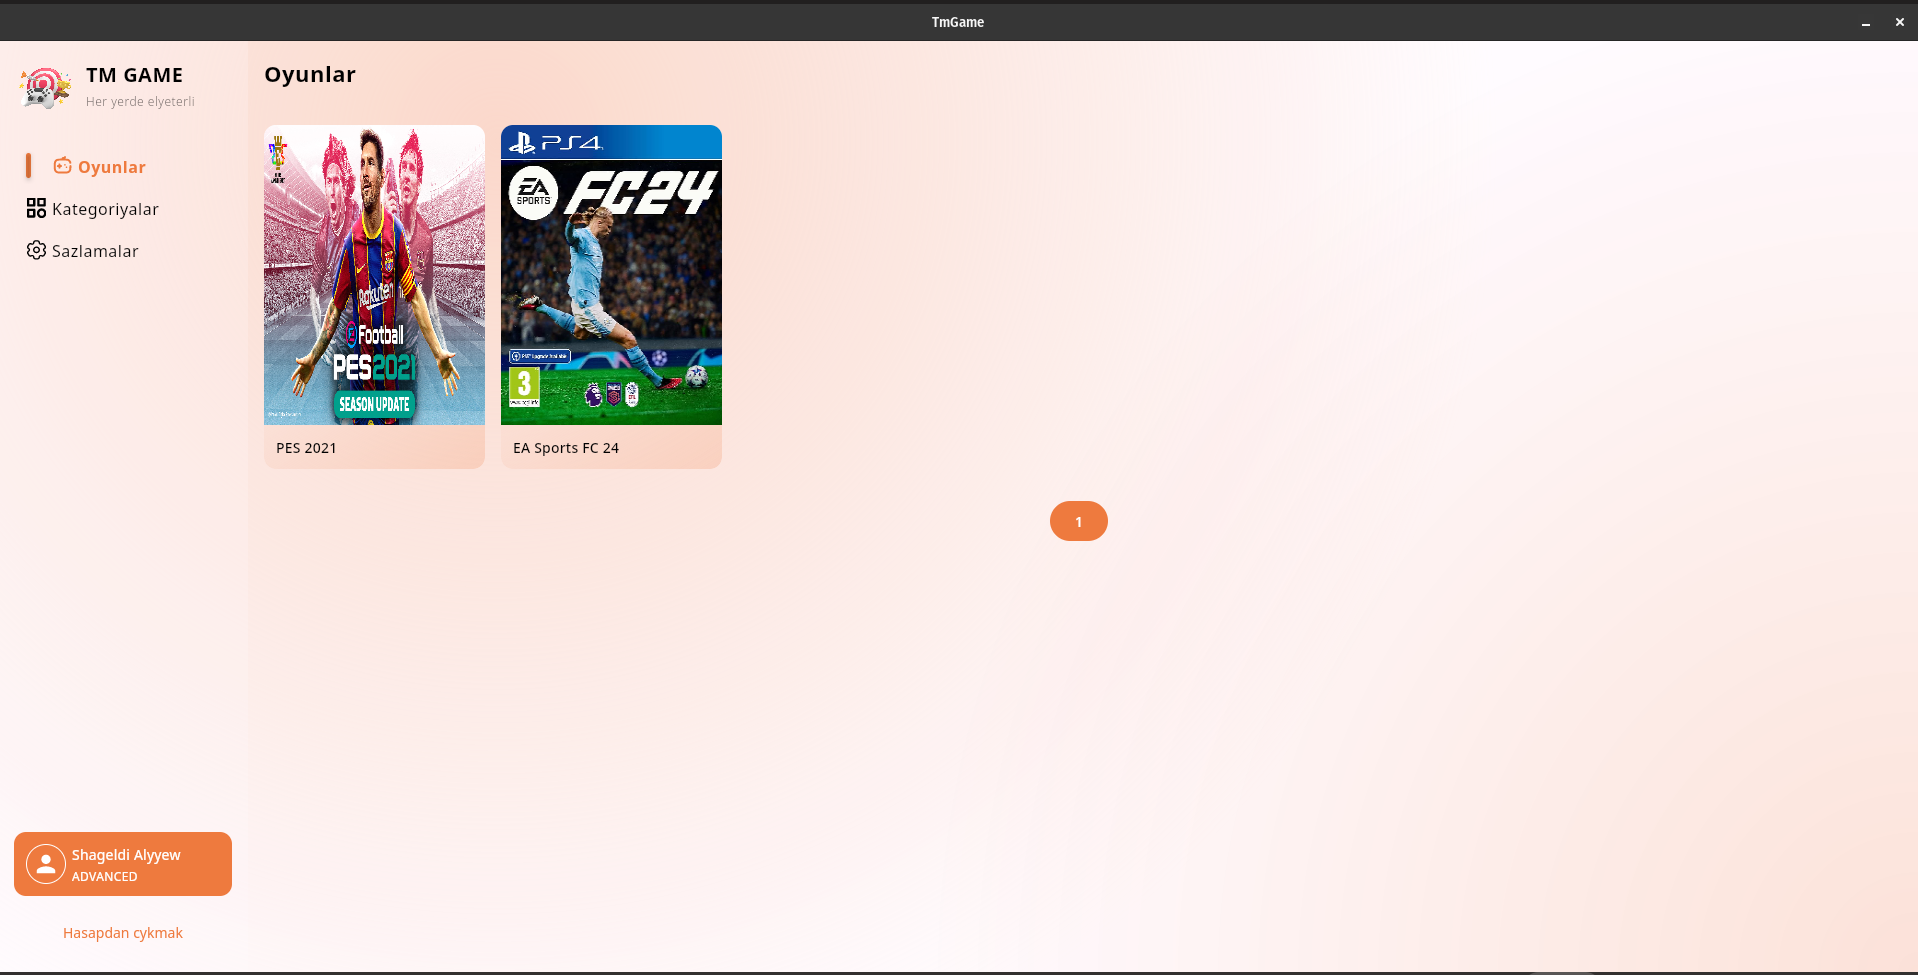 TmGame
TM GAME
Her yerde elyeterli
Oyunlar
Kategoriyalar
Sazlamalar
Oyunlar
Rakuten
eFootball
PES2021
SEASON UPDATE
PES 2021
PS4
EA
SPORTS
FC24
3
EA Sports FC 24
1
Shageldi Alyyew
ADVANCED
Hasapdan cykmak